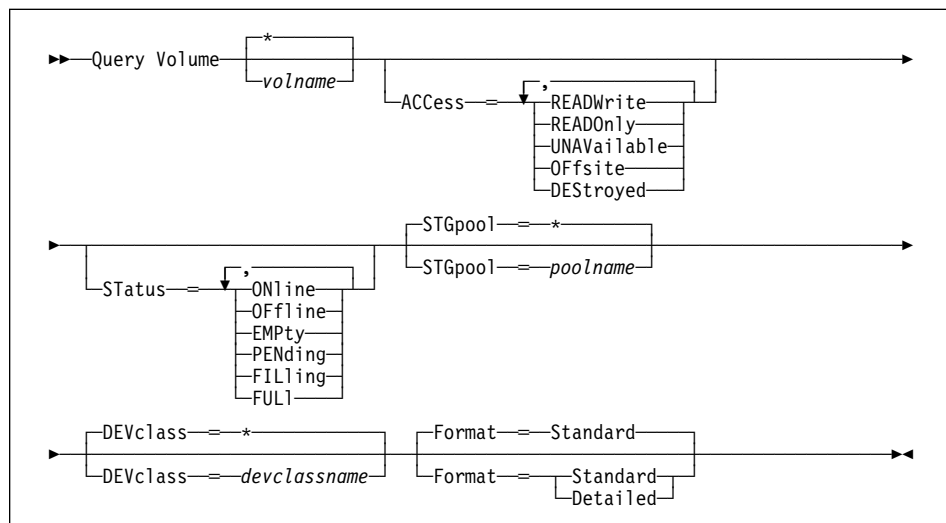 *
Query Volume
volname
,
ACCess = READWrite
READOnly
UNAVailable
OFfsite
DEStroyed
STGpool = *
STGpool = poolname
,
STatus = ONline
OFfline
EMPty
PENding
FILling
FULl
DEVclass = *
DEVclass = devclassname
Format = Standard
Format = Standard
Detailed